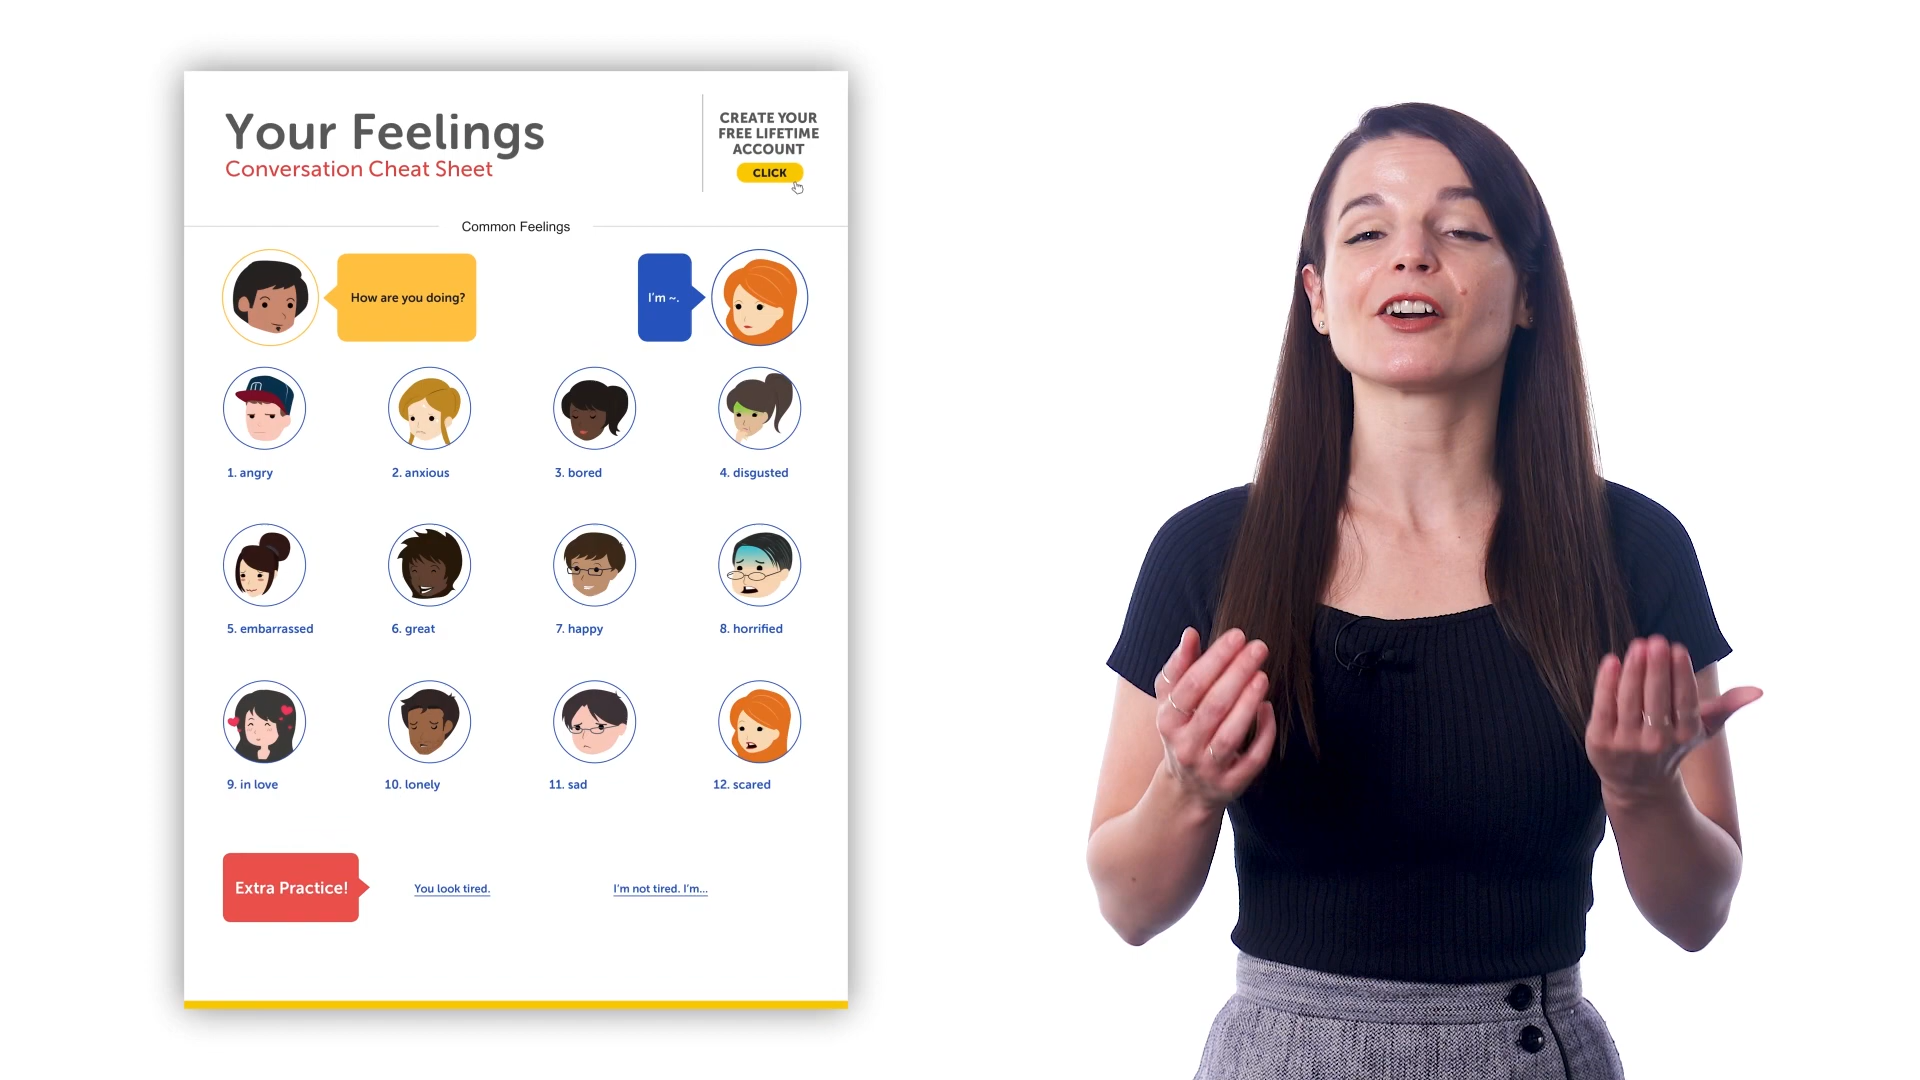 Your Feelings
Conversation Cheat Sheet
CREATE YOUR
FREE LIFETIME
ACCOUNT
CLICK
Common Feelings
How are you doing?
I'm ~.
1. angry
2. anxious
3. bored
4. disgusted
5. embarrassed
6. great
7. happy
8. horrified
9. in love
10. lonely
11. sad
12. scared
Extra Practice!
You look tired.
I'm not tired. I'm...